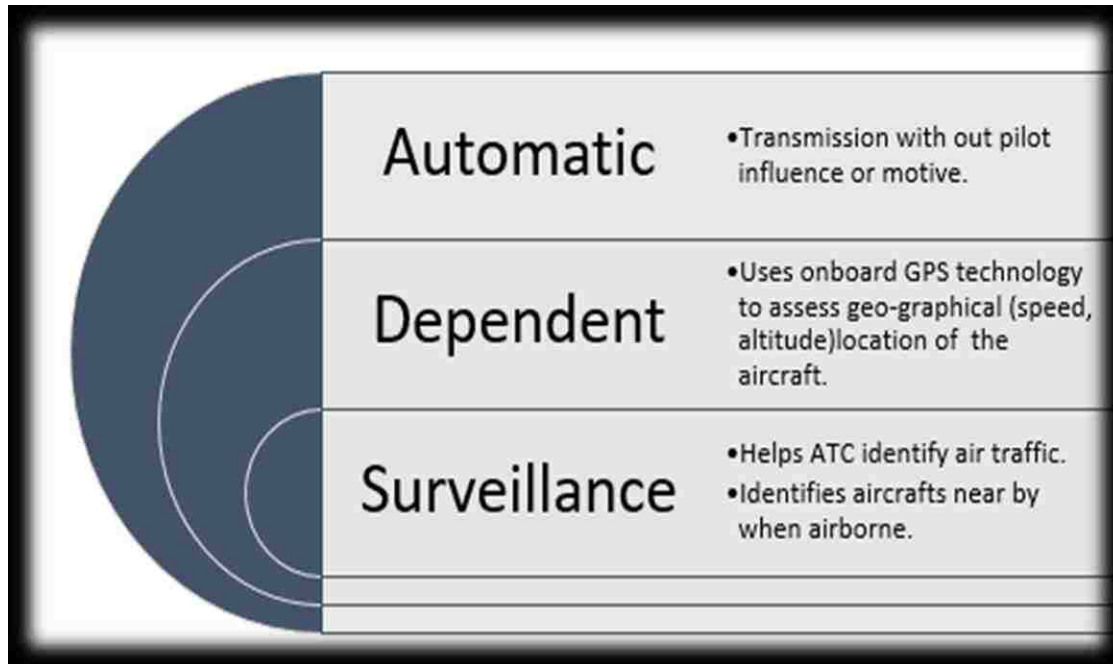 Automatic
•Transmission with out pilot
influence or motive.
Dependent
•Uses onboard GPS technology
to assess geo-graphical (speed,
altitude)location of the
aircraft.
Surveillance
•Helps ATC identify air traffic.
•Identifies aircrafts near by
when airborne.